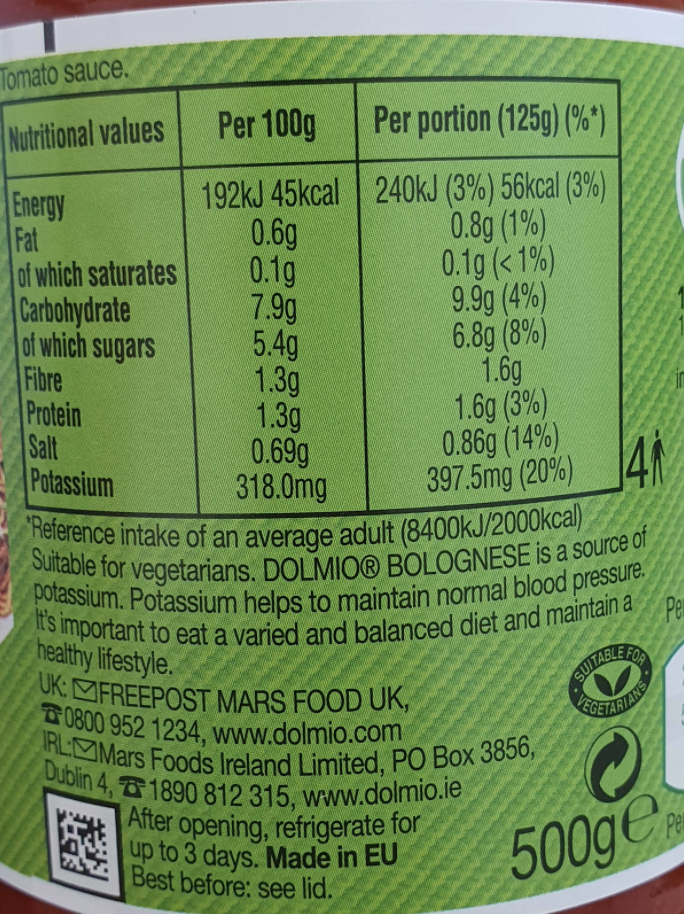 Tomato sauce.
Nutritional values Per 100g Per portion (125g) (%*)
Energy 192kJ 45kcal 240kJ (3%) 56kcal (3%)
Fat 0.6g 0.8g (1%)
of which saturates 0.1g 0.1g (<1%)
Carbohydrate 7.9g 9.9g (4%)
of which sugars 5.4g 6.8g (8%)
Fibre 1.3g 1.6g
Protein 1.3g 1.6g (3%)
Salt 0.69g 0.86g (14%)
Potassium 318.0mg 397.5mg (20%)
4
*Reference intake of an average adult (8400kJ/2000kcal)
Suitable for vegetarians. DOLMIO® BOLOGNESE is a source of
potassium. Potassium helps to maintain normal blood pressure.
It's important to eat a varied and balanced diet and maintain a
healthy lifestyle.
UK: FREEPOST MARS FOOD UK,
0800 952 1234, www.dolmio.com
IRL: Mars Foods Ireland Limited, PO Box 3856,
Dublin 4, 1890 812 315, www.dolmio.ie
After opening, refrigerate for
up to 3 days. Made in EU
Best before: see lid.
SUITABLE FOR
VEGETARIANS
500g℮